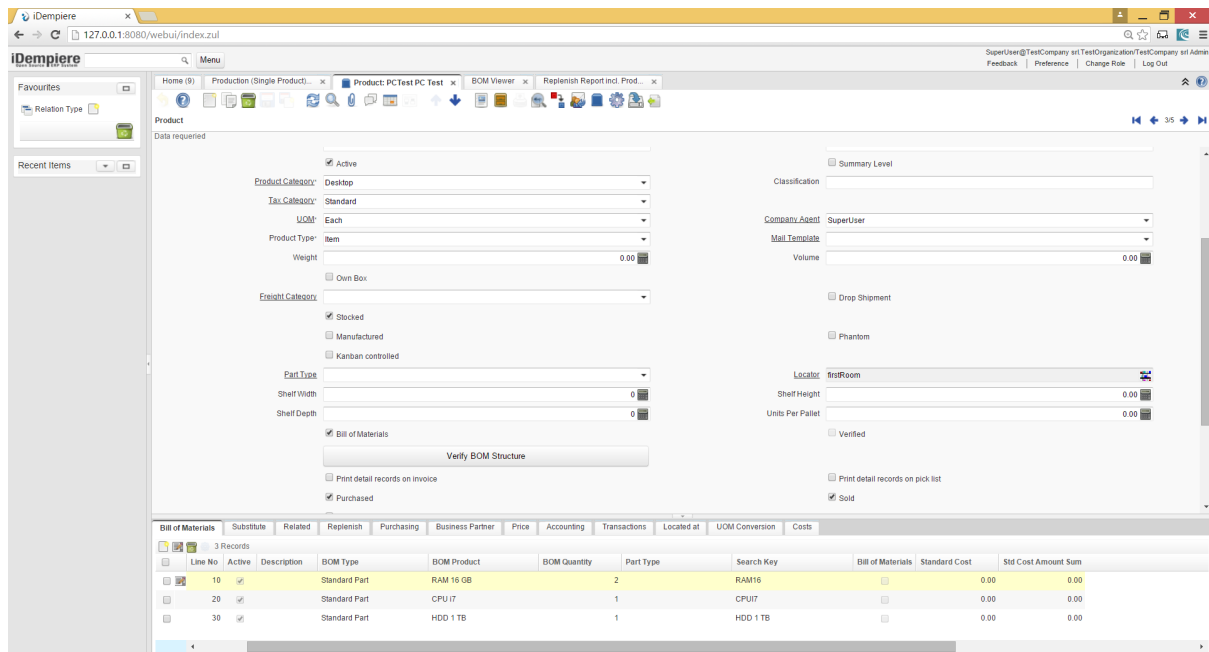 iDempiere
127.0.0.1:8080/webui/index.zul
iDempiere
Open Source ERP System
Menu
SuperUser@TestCompany srl.TestOrganization/TestCompany srl Admin
Feedback | Preference | Change Role | Log Out
Favourites
Relation Type
Recent Items
Home (9) Production (Single Product)... x Product: PCTest PC Test x BOM Viewer x Replenish Report incl. Prod... x
Product
3/5
Data requeried
Active Summary Level
Product Category* Desktop Classification
Tax Category* Standard
UOM* Each Company Agent SuperUser
Product Type* Item Mail Template
Weight 0.00 Volume 0.00
Own Box
Freight Category Drop Shipment
Stocked
Manufactured Phantom
Kanban controlled
Part Type Locator firstRoom
Shelf Width 0 Shelf Height 0.00
Shelf Depth 0 Units Per Pallet 0.00
Bill of Materials Verified
Verify BOM Structure
Print detail records on invoice Print detail records on pick list
Purchased Sold
Bill of Materials Substitute Related Replenish Purchasing Business Partner Price Accounting Transactions Located at UOM Conversion Costs
3 Records
Line No Active Description BOM Type BOM Product BOM Quantity Part Type Search Key Bill of Materials Standard Cost Std Cost Amount Sum
10 Standard Part RAM 16 GB 2 RAM16 0.00 0.00
20 Standard Part CPU i7 1 CPUI7 0.00 0.00
30 Standard Part HDD 1 TB 1 HDD 1 TB 0.00 0.00